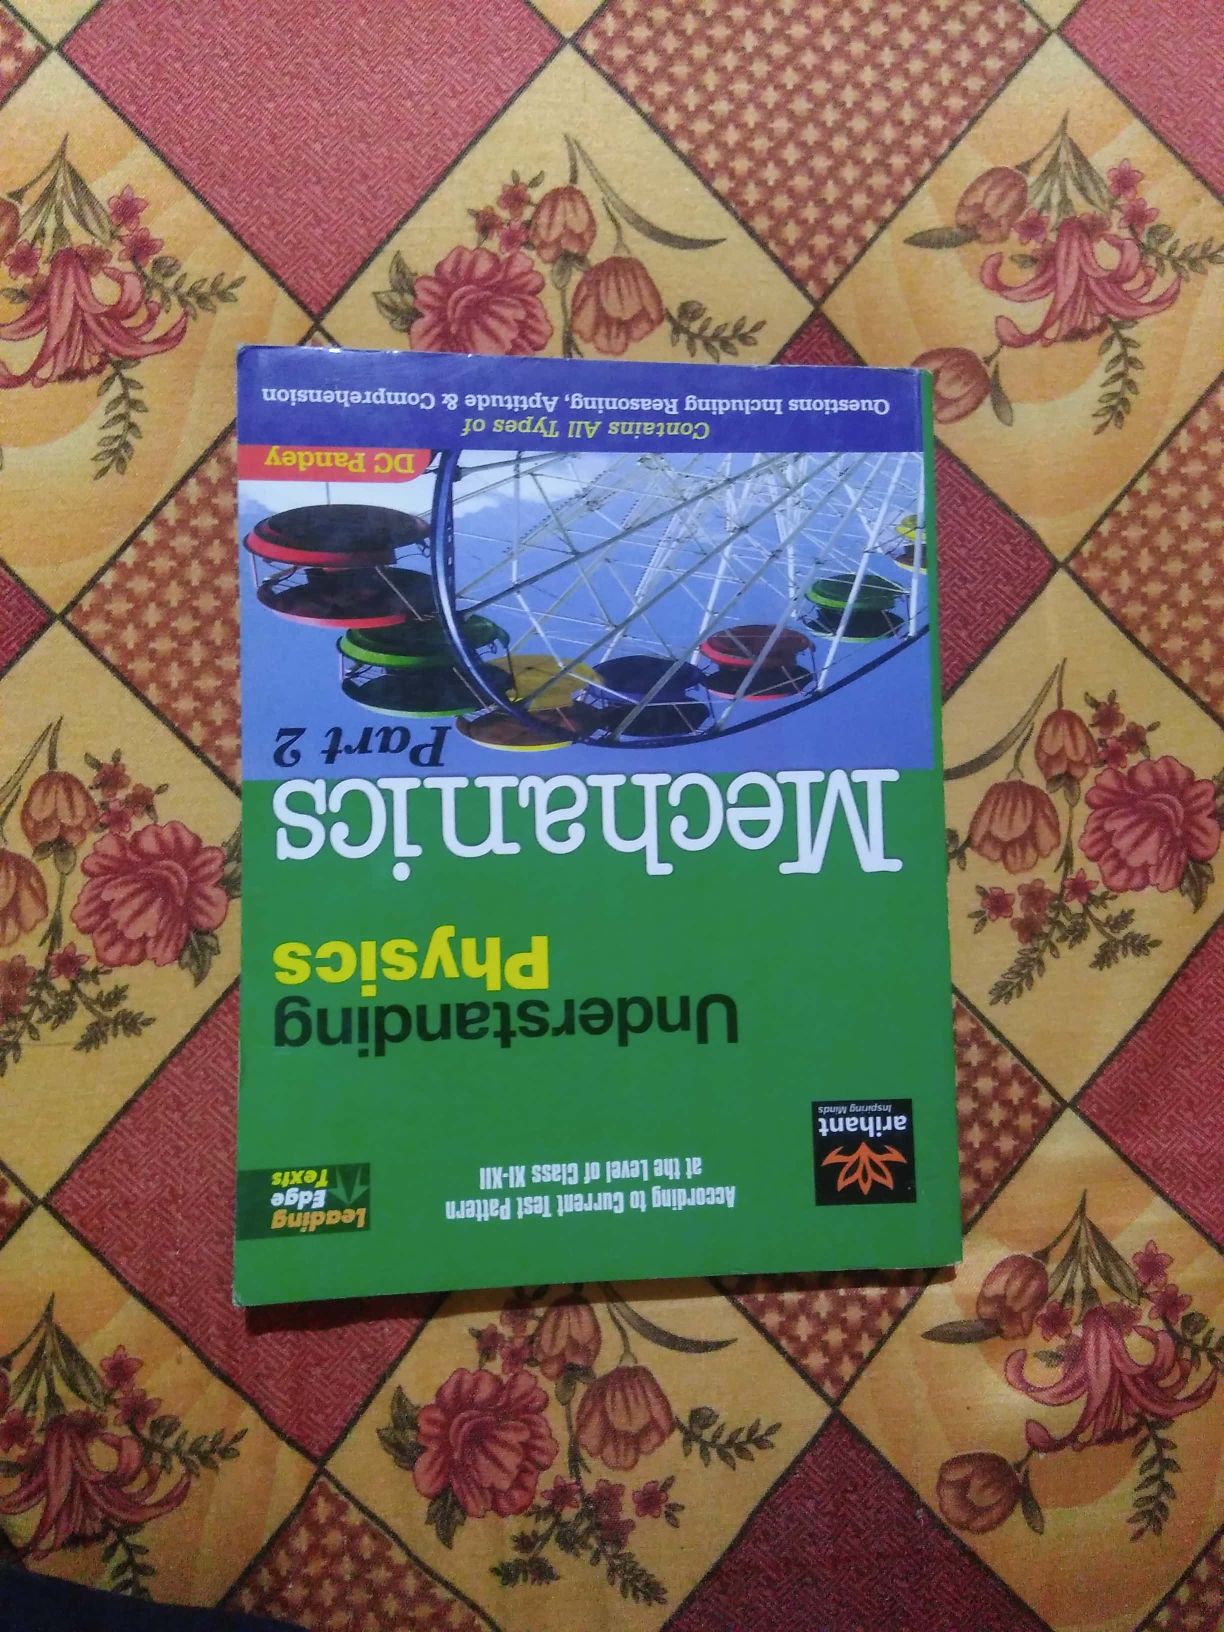 According to Current Test Pattern
at the Level of Class XI-XII
Leading
Edge
Texts
arihant
Inspiring Minds
Understanding
Physics
Mechanics
Part 2
DC Pandey
Contains All Types of
Questions Including Reasoning, Aptitude & Comprehension